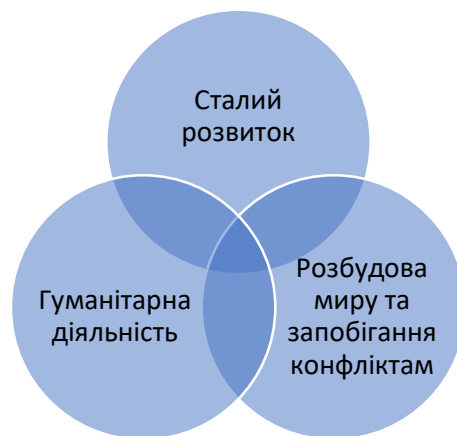 Сталий
розвиток
Гуманітарна
діяльність
Розбудова
миру та
запобігання
конфліктам